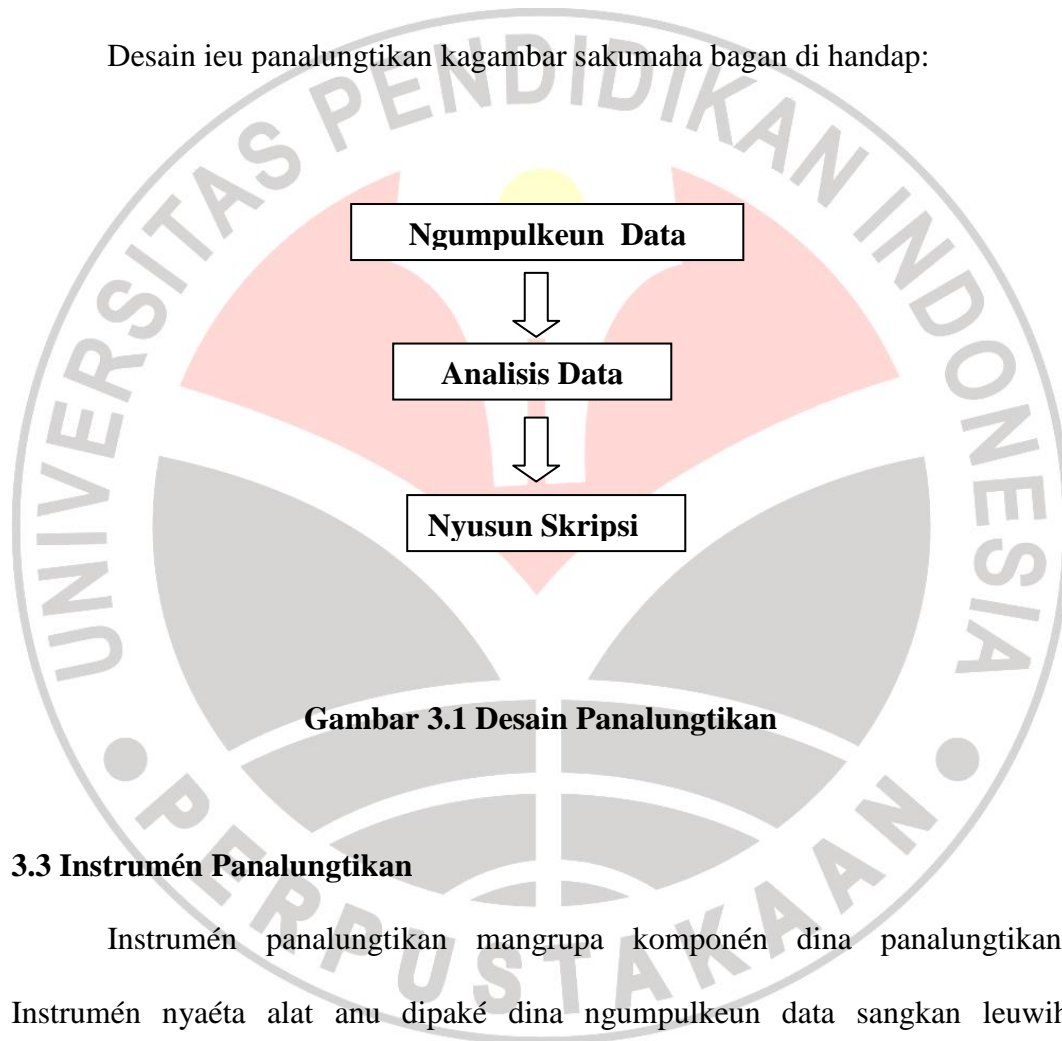 Desain ieu panalungtikan kagambar sakumaha bagan di handap:
Ngumpulkeun Data
Analisis Data
Nyusun Skripsi
Gambar 3.1 Desain Panalungtikan
3.3 Instrumén Panalungtikan
Instrumén panalungtikan mangrupa komponén dina panalungtikan
Instrumén nyaéta alat anu dipaké dina ngumpulkeun data sangkan leuwih
UNIVERSITAS PENDIDIKAN INDONESIA
PERPUSTAKAAN